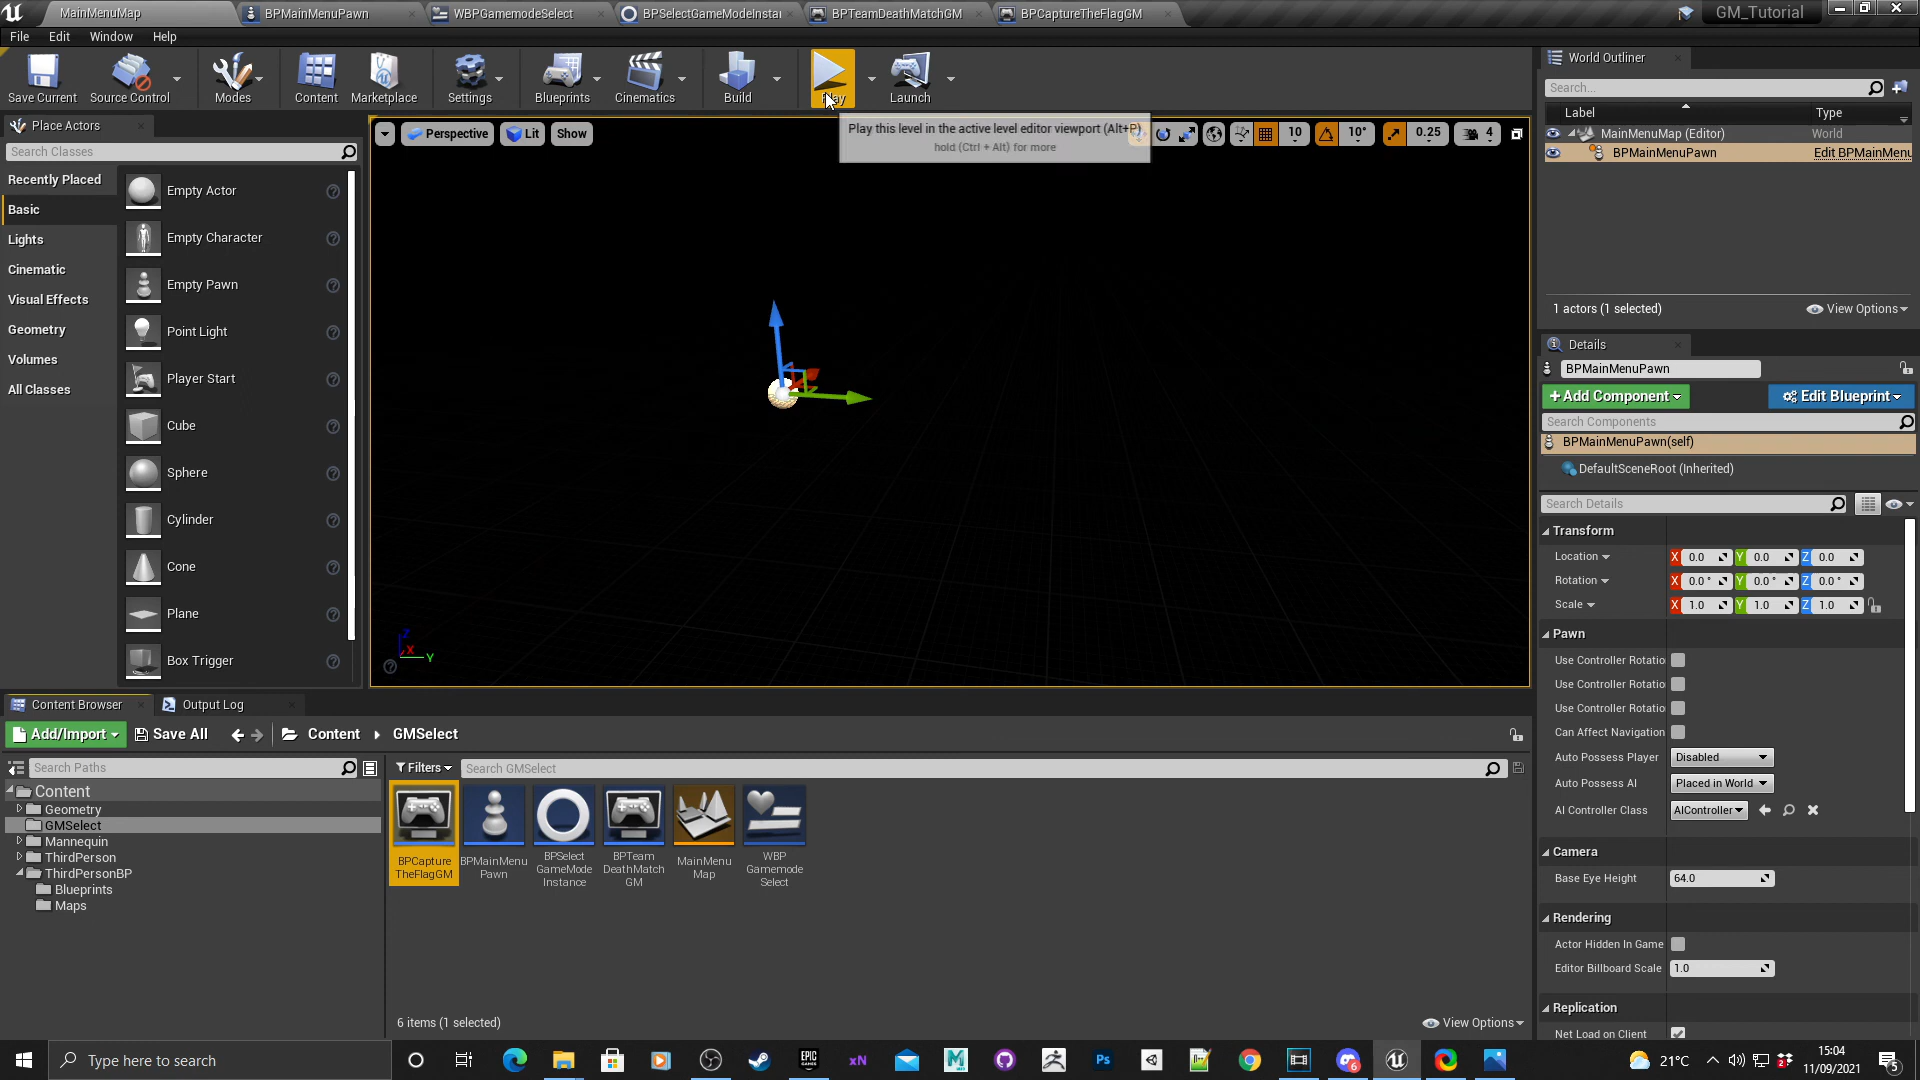 MainMenuMap
BPMainMenuPawn
WBPGamemodeSelect
BPSelectGameModeInstan
BPTeamDeathMatchGM
BPCaptureTheFlagGM
GM_Tutorial
File
Edit
Window
Help
Save Current
Source Control
Modes
Content
Marketplace
Settings
Blueprints
Cinematics
Build
Play
Launch
Play this level in the active level editor viewport (Alt+P)
hold (Ctrl + Alt) for more
Place Actors
Search Classes
Recently Placed
Basic
Lights
Cinematic
Visual Effects
Geometry
Volumes
All Classes
Empty Actor
Empty Character
Empty Pawn
Point Light
Player Start
Cube
Sphere
Cylinder
Cone
Plane
Box Trigger
Perspective
Lit
Show
10
10°
0.25
4
Z
X
Y
World Outliner
Search...
Label
Type
MainMenuMap (Editor)
World
BPMainMenuPawn
Edit BPMainMenu
1 actors (1 selected)
View Options
Details
BPMainMenuPawn
+Add Component
Edit Blueprint
Search Components
BPMainMenuPawn(self)
DefaultSceneRoot (Inherited)
Search Details
Transform
Location
X 0.0 Y 0.0 Z 0.0
Rotation
X 0.0 ° Y 0.0 ° Z 0.0 °
Scale
X 1.0 Y 1.0 Z 1.0
Pawn
Use Controller Rotatio
Use Controller Rotatio
Use Controller Rotatio
Can Affect Navigation
Auto Possess Player
Disabled
Auto Possess AI
Placed in World
AI Controller Class
AIController
Camera
Base Eye Height
64.0
Rendering
Actor Hidden In Game
Editor Billboard Scale
1.0
Replication
Net Load on Client
Content Browser
Output Log
Add/Import
Save All
Content
GMSelect
Search Paths
Filters
Search GMSelect
Content
Geometry
GMSelect
Mannequin
ThirdPerson
ThirdPersonBP
Blueprints
Maps
BPCapture
TheFlagGM
BPMainMenu
Pawn
BPSelect
GameMode
Instance
BPTeam
DeathMatch
GM
MainMenu
Map
WBP
Gamemode
Select
6 items (1 selected)
View Options
Type here to search
EPIC
GAMES
xN
M
Ps
6
21°C
15:04
11/09/2021
5